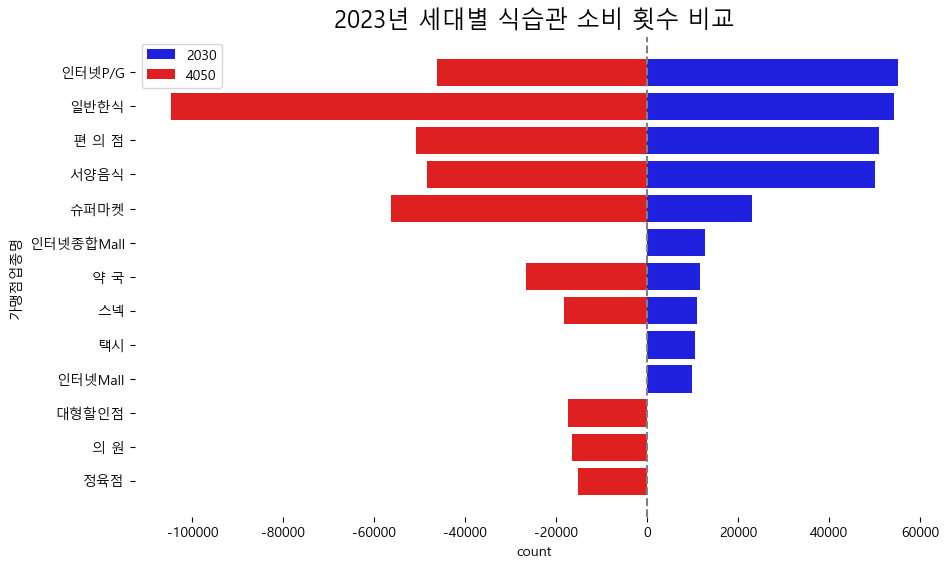 2023년 세대별 식습관 소비 횟수 비교
2030
4050
가맹점업종명
인터넷P/G
일반한식
편 의 점
서양음식
슈퍼마켓
인터넷종합Mall
약 국
스넥
택시
인터넷Mall
대형할인점
의 원
정육점
-100000 -80000 -60000 -40000 -20000 0 20000 40000 60000
count